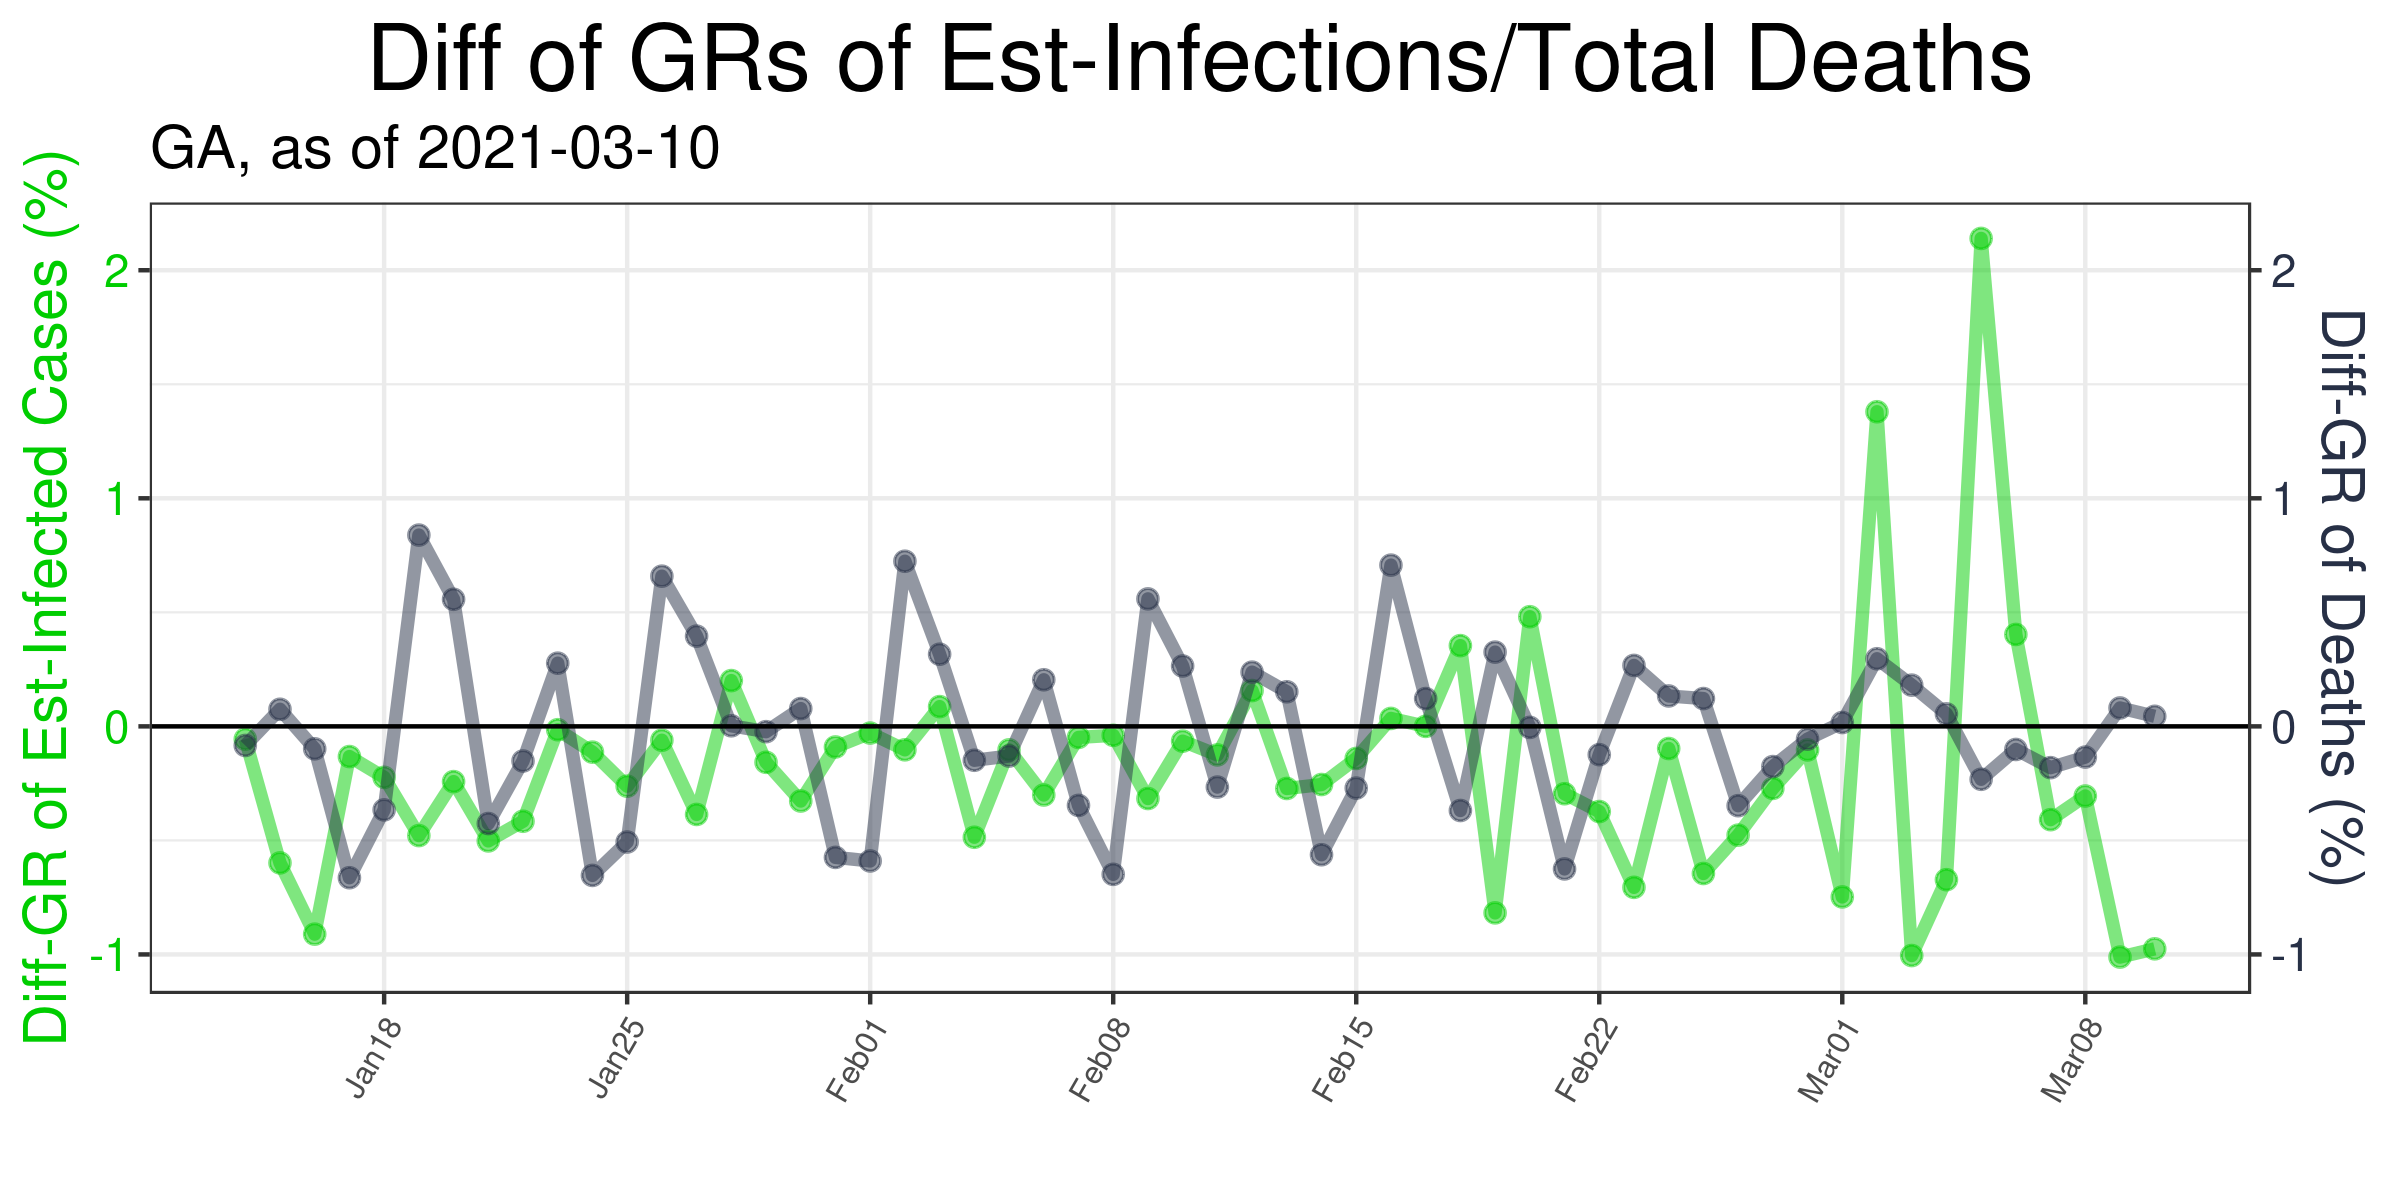 Diff of GRs of Est-Infections/Total Deaths
GA, as of 2021-03-10
Diff-GR of Est-Infected Cases (%)
2
1
0
-1
2
1
0
-1
Diff-GR of Deaths (%)
Jan18
Jan25
Feb01
Feb08
Feb15
Feb22
Mar01
Mar08